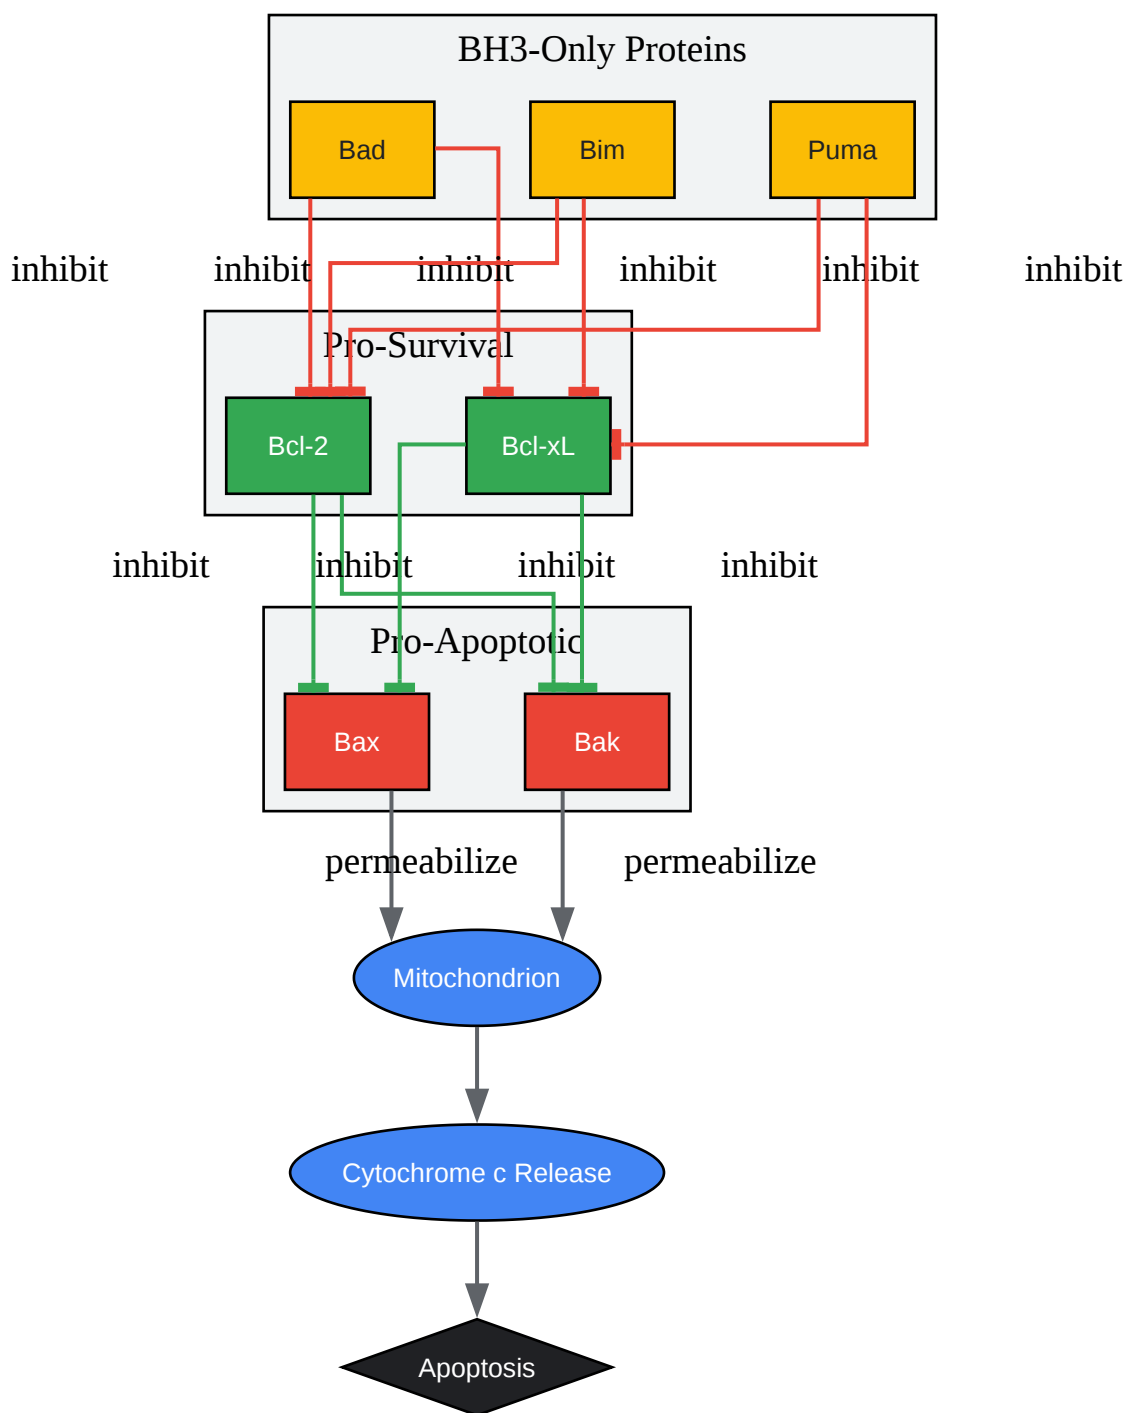 BH3-Only Proteins
Bad Bim Puma
inhibit inhibit inhibit inhibit inhibit inhibit
Pro-Survival
Bcl-2 Bcl-xL
inhibit inhibit inhibit inhibit
Pro-Apoptotic
Bax Bak
permeabilize permeabilize
Mitochondrion
Cytochrome c Release
Apoptosis